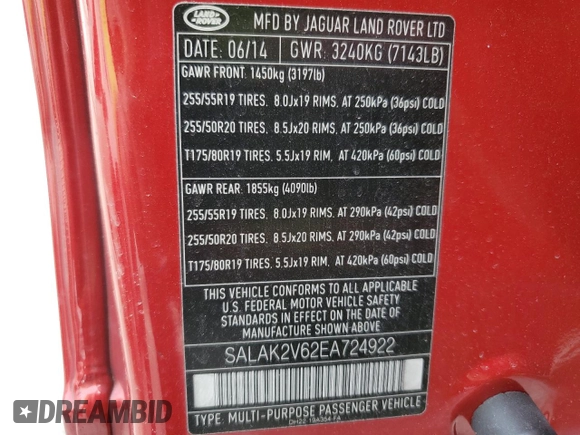 LAND ROVER
MFD BY JAGUAR LAND ROVER LTD
DATE: 06/14 GWR: 3240KG (7143LB)
GAWR FRONT 1450kg (3197lb)
255/55R19 TIRES. 8.0Jx19 RIMS. AT 250kPa (36psi) COLD
255/50R20 TIRES. 8.5Jx20 RIMS, AT 250kPa (36psi) COLD
T175/80R19 TIRES. 5.5Jx19 RIM, AT 420kPa (60psi) COLD
GAWR REAR. 1855kg (4090lb)
255/55R19 TIRES. 8.0Jx19 RIMS. AT 290kPa (42psi) COLD
255/50R20 TIRES. 8.5Jx20 RIMS. AT 290kPa (42psi) COLD
T175/80R19 TIRES. 5.5Jx19 RIM, AT 420kPa (60psi) COLD
THIS VEHICLE CONFORMS TO ALL APPLICABLE
U.S. FEDERAL MOTOR VEHICLE SAFETY
STANDARDS IN EFFECT ON THE DATE OF
MANUFACTURE SHOWN ABOVE
SALAK2V62EA724922
TYPE: MULTI-PURPOSE PASSENGER VEHICLE
AUTOBIDMASTER